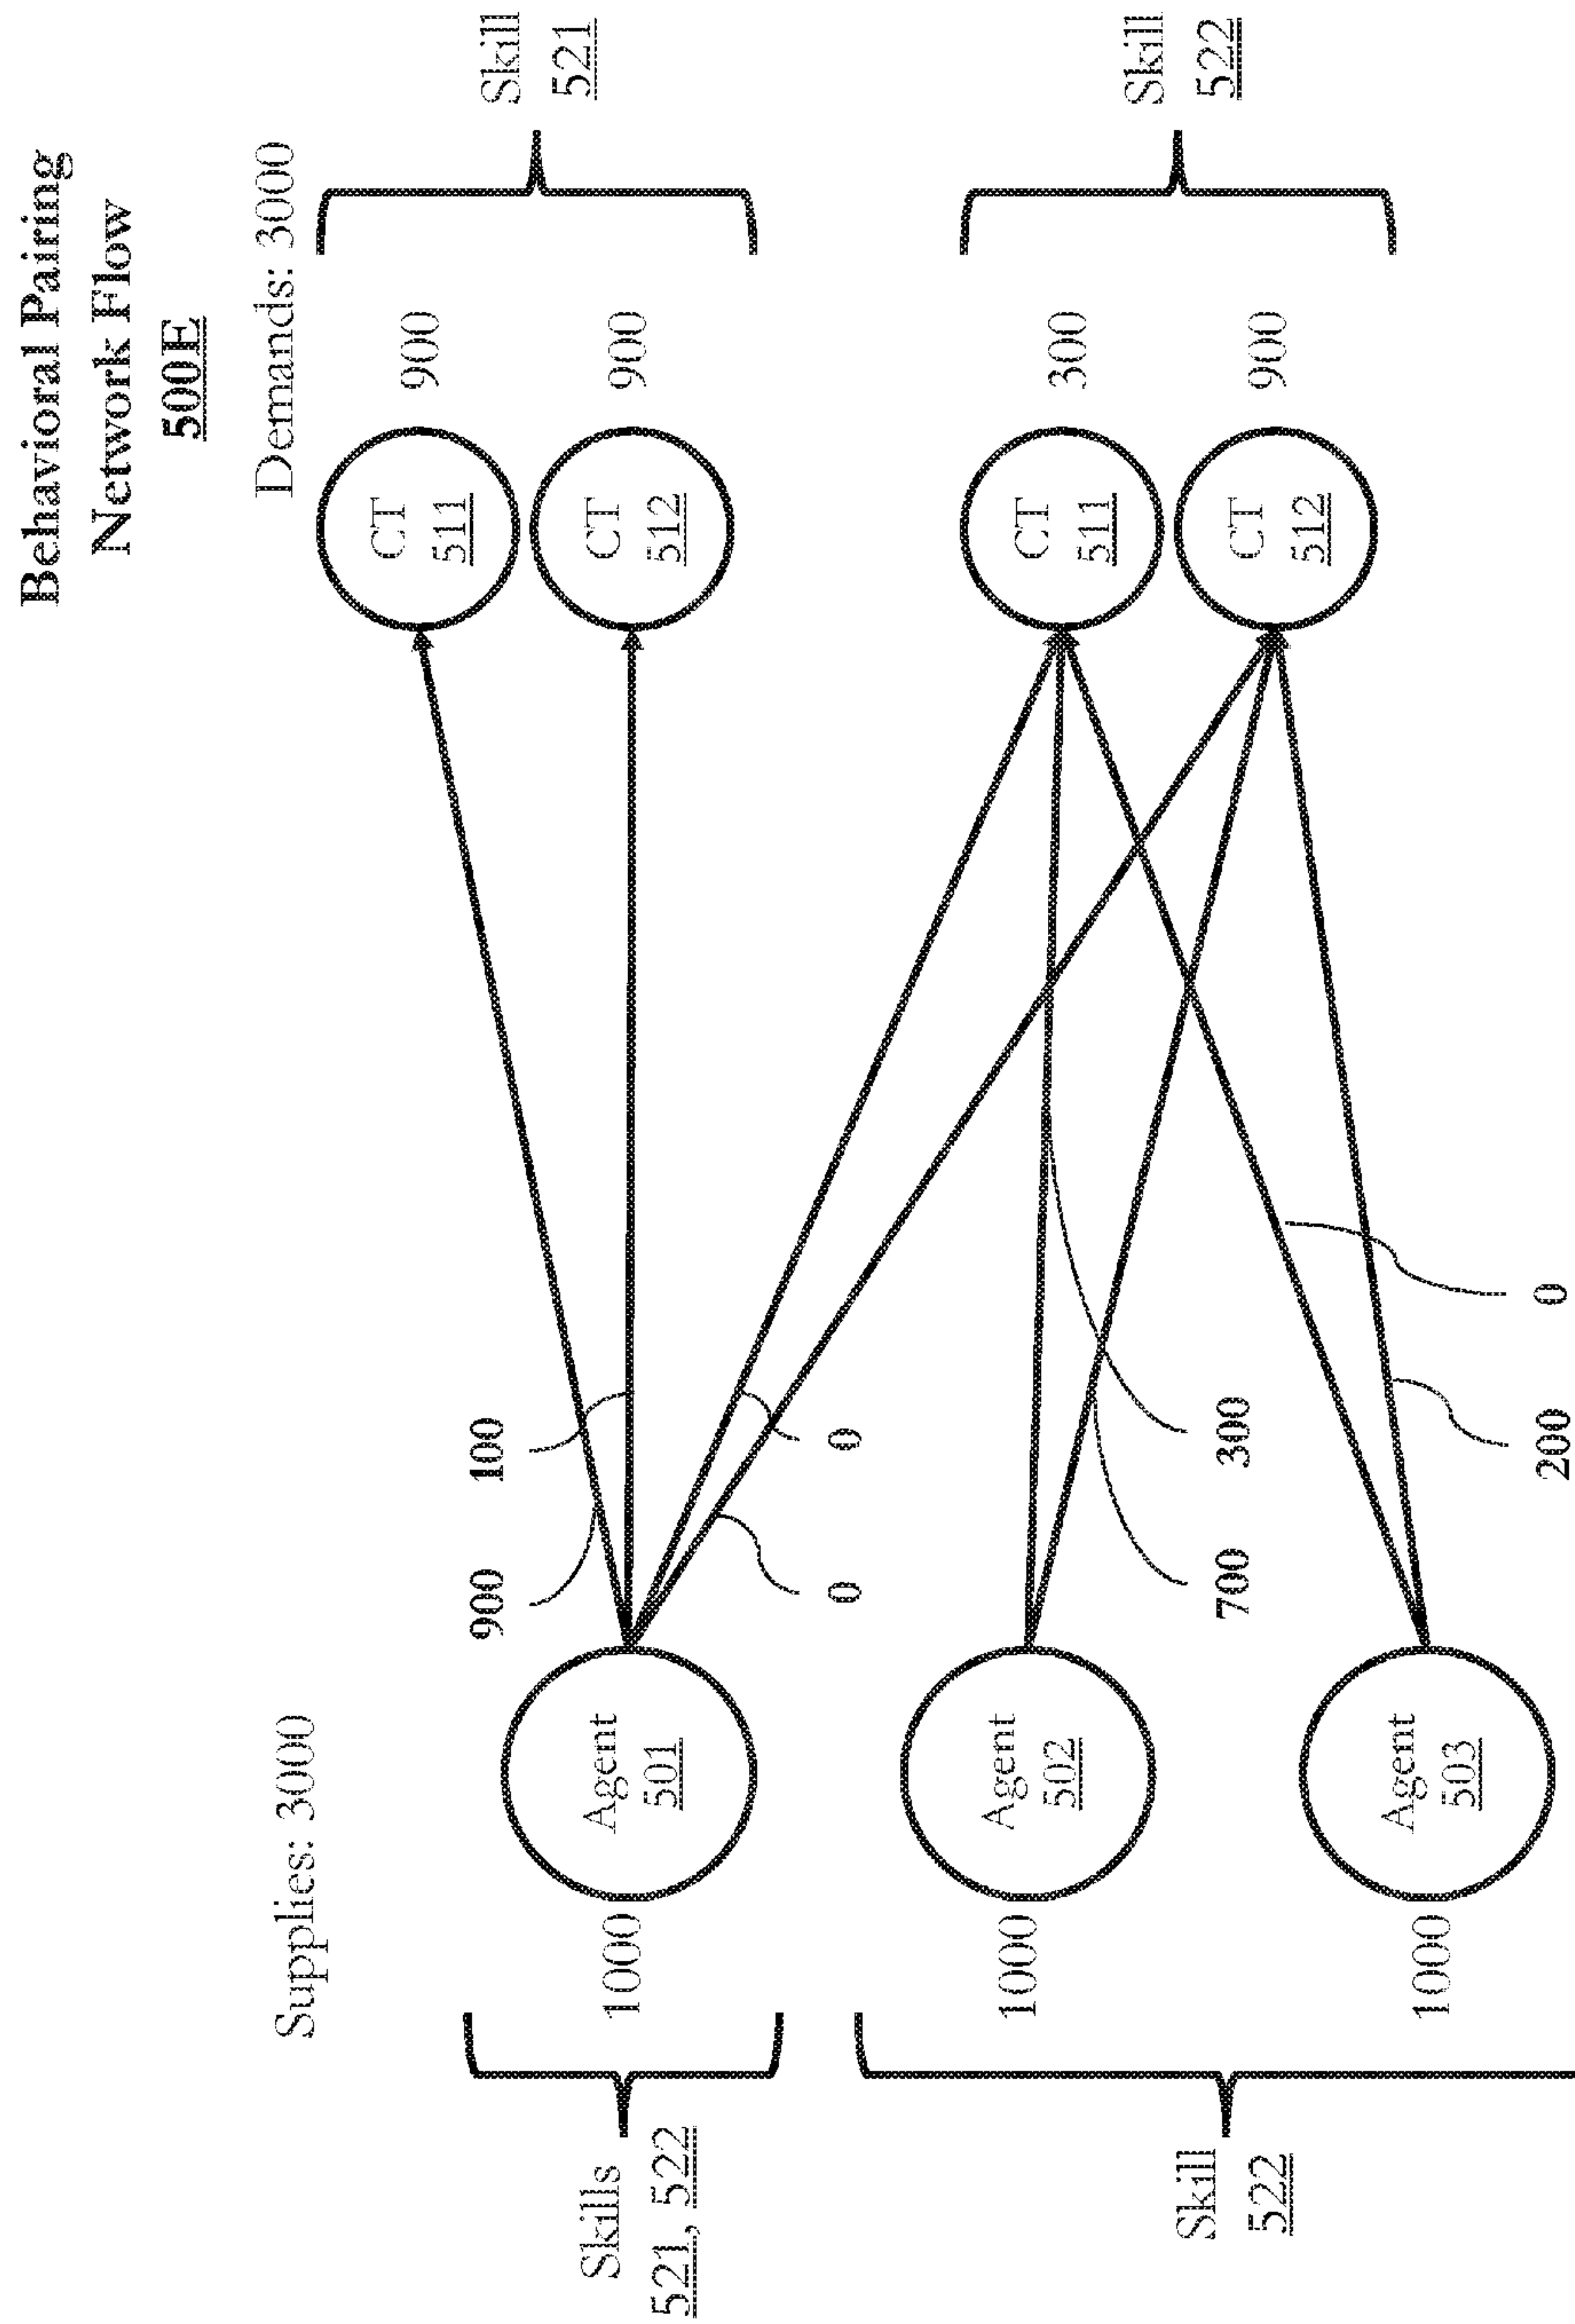 Behavioral Pairing
Network Flow
500E
Supplies: 3000
Demands: 3000
Skills
521, 522
1000
Agent
501
900
100
0
0
CT
511
900
CT
512
900
Skill
521
Skill
522
1000
Agent
502
700
300
1000
Agent
503
200
0
CT
511
300
CT
512
900
Skill
522